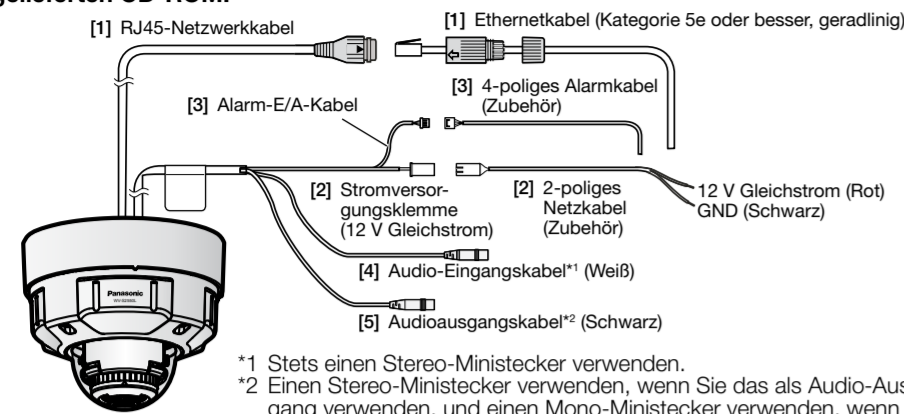 gelieferten CD-ROM.
[1] RJ45-Netzwerkkabel
[1] Ethernetkabel (Kategorie 5e oder besser, geradlinig)
[3] Alarm-E/A-Kabel
[3] 4-poliges Alarmkabel
(Zubehör)
[2] Stromversor-
gungsklemme
(12 V Gleichstrom)
[2] 2-poliges
Netzkabel
(Zubehör)
12 V Gleichstrom (Rot)
GND (Schwarz)
[4] Audio-Eingangskabel*1 (Weiß)
[5] Audioausgangskabel*2 (Schwarz)
Panasonic
*1 Stets einen Stereo-Ministecker verwenden.
*2 Einen Stereo-Ministecker verwenden, wenn Sie das als Audio-Aus-
gang verwenden, und einen Mono-Ministecker verwenden, wenn